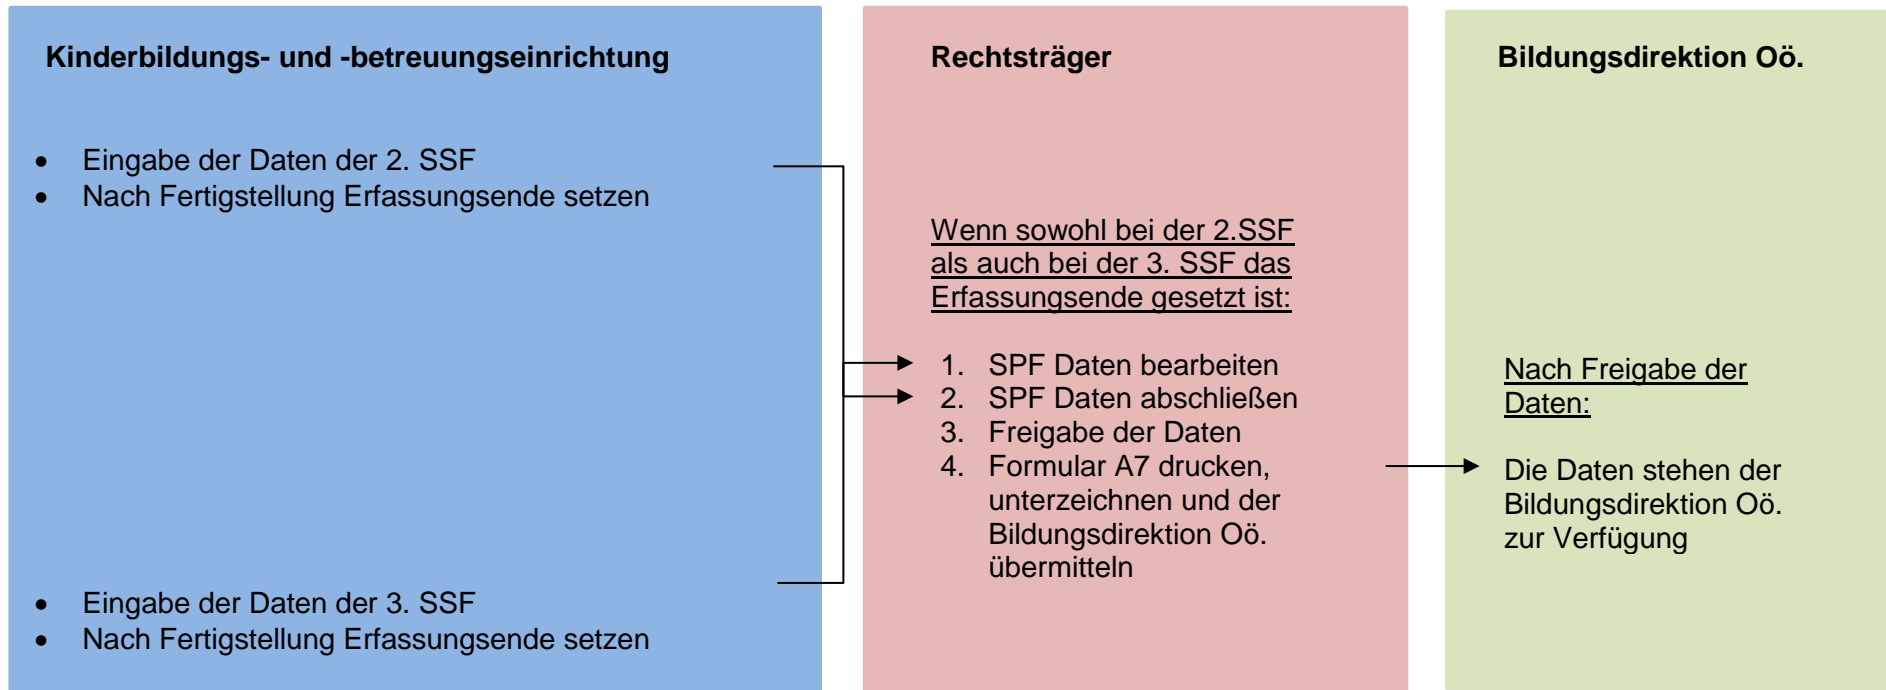 Kinderbildungs- und -betreuungseinrichtung
• Eingabe der Daten der 2. SSF
• Nach Fertigstellung Erfassungsende setzen
• Eingabe der Daten der 3. SSF
• Nach Fertigstellung Erfassungsende setzen
Rechtsträger
Wenn sowohl bei der 2.SSF
als auch bei der 3. SSF das
Erfassungsende gesetzt ist:
1. SPF Daten bearbeiten
2. SPF Daten abschließen
3. Freigabe der Daten
4. Formular A7 drucken,
unterzeichnen und der
Bildungsdirektion Oö.
übermitteln
Bildungsdirektion Oö.
Nach Freigabe der
Daten:
Die Daten stehen der
Bildungsdirektion Oö.
zur Verfügung